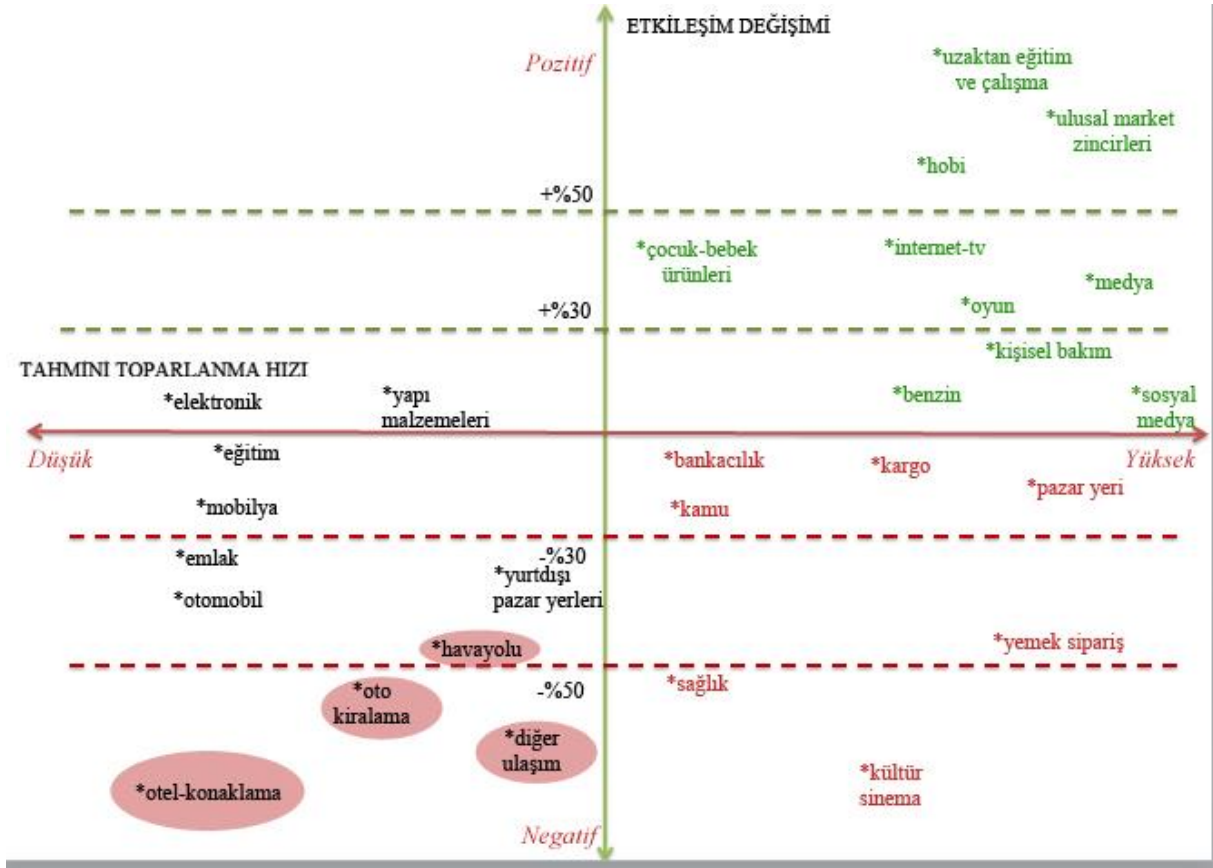 ETKİLEŞİM DEĞİŞİMİ
Pozitif
*uzaktan eğitim
ve çalışma
*ulusal market
zincirleri
*hobi
+%50
*çocuk-bebek
ürünleri
*internet-tv
*medya
+%30
*oyun
*kişisel bakım
TAHMİNİ TOPARLANMA HIZI
*elektronik
*yapı
malzemeleri
*benzin
*sosyal
medya
Düşük
*eğitim
*bankacılık
*kargo
Yüksek
*pazar yeri
*mobilya
*kamu
*emlak
-%30
*yurtdışı
pazar yerleri
*otomobil
*havayolu
*yemek sipariş
*oto
kiralama
-%50
*sağlık
*diğer
ulaşım
*otel-konaklama
*kültür
sinema
Negatif